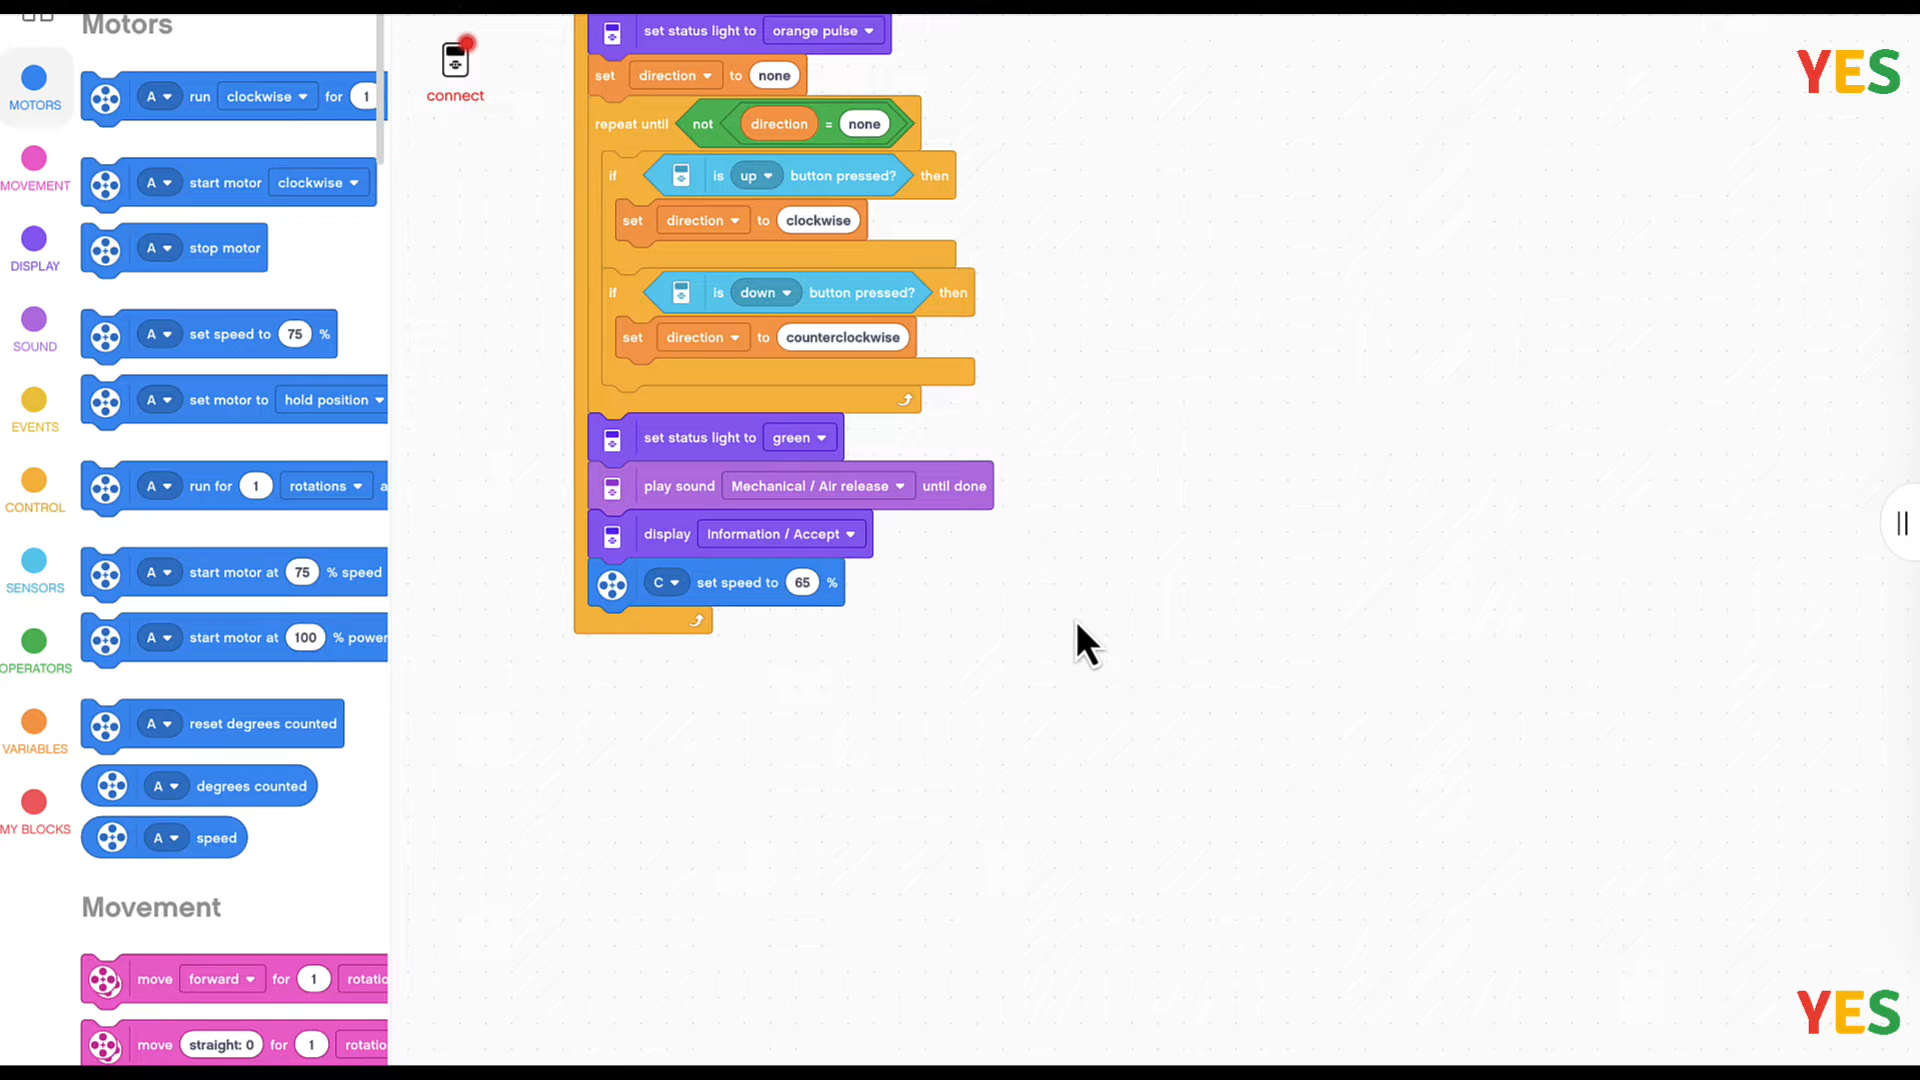 Motors
MOTORS
MOVEMENT
DISPLAY
SOUND
EVENTS
CONTROL
SENSORS
OPERATORS
VARIABLES
MY BLOCKS
A run clockwise for 1
A start motor clockwise
A stop motor
A set speed to 75 %
A set motor to hold position
A run for 1 rotations a
A start motor at 75 % speed
A start motor at 100 % power
A reset degrees counted
A degrees counted
A speed
Movement
move forward for 1 rotatio
move straight: 0 for 1 rotatio
connect
set status light to orange pulse
set direction to none
repeat until not direction = none
if is up button pressed? then
set direction to clockwise
if is down button pressed? then
set direction to counterclockwise
set status light to green
play sound Mechanical / Air release until done
display Information / Accept
C set speed to 65 %
YES
YES